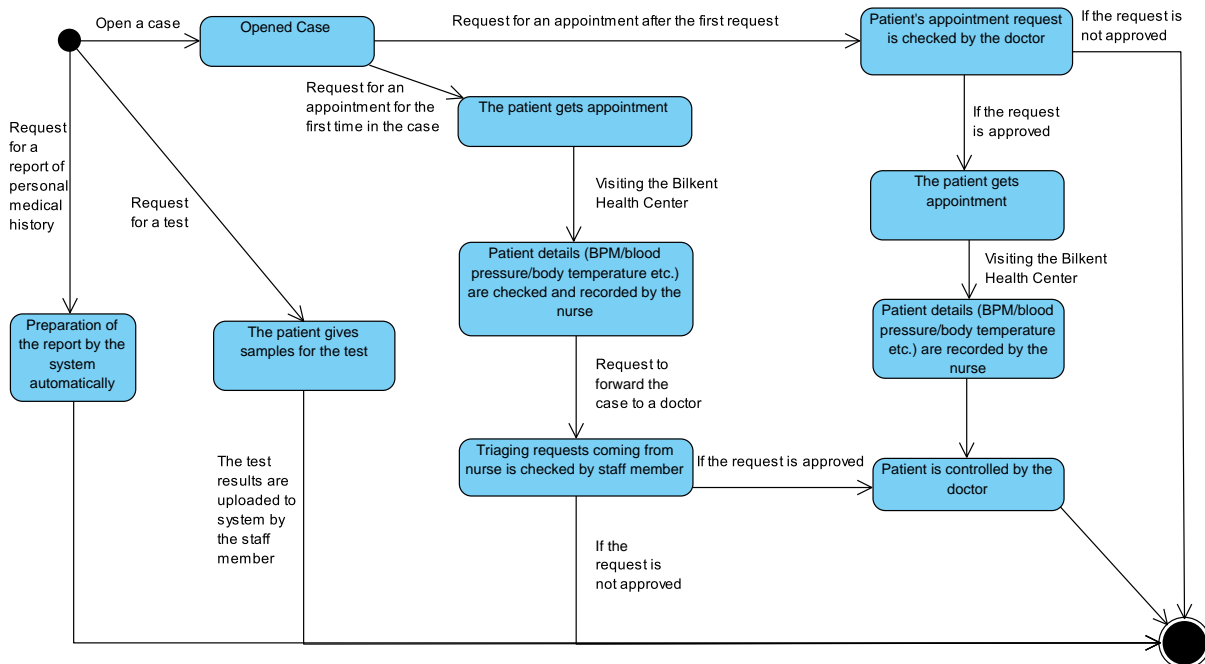 Open a case
Opened Case
Request for an appointment after the first request
Patient's appointment request
is checked by the doctor
If the request is
not approved
Request for an
appointment for the
first time in the case
The patient gets appointment
If the request
is approved
Request
for a
report of
personal
medical
history
Request
for a test
Visiting the Bilkent
Health Center
The patient gets
appointment
Patient details (BPM/blood
pressure/body temperature etc.)
are checked and recorded by the
nurse
Visiting the Bilkent
Health Center
Preparation of
the report by the
system
automatically
The patient gives
samples for the test
Patient details (BPM/blood
pressure/body temperature
etc.) are recorded by the
nurse
Request to
forward the
case to a doctor
The test
results are
uploaded to
system by
the staff
member
Triaging requests coming from
nurse is checked by staff member
If the request is approved
Patient is controlled by the
doctor
If the
request is
not approved